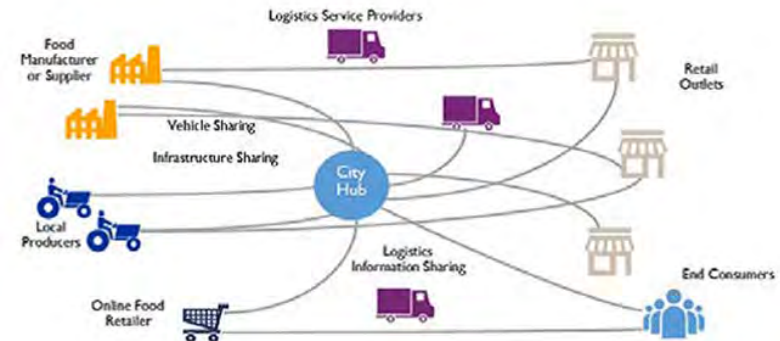 Logistics Service Providers
Food
Manufacturer
or Supplier
Retail
Outlets
Vehicle Sharing
Infrastructure Sharing
City
Hub
Local
Producers
Logistics
Information Sharing
End Consumers
Online Food
Retailer